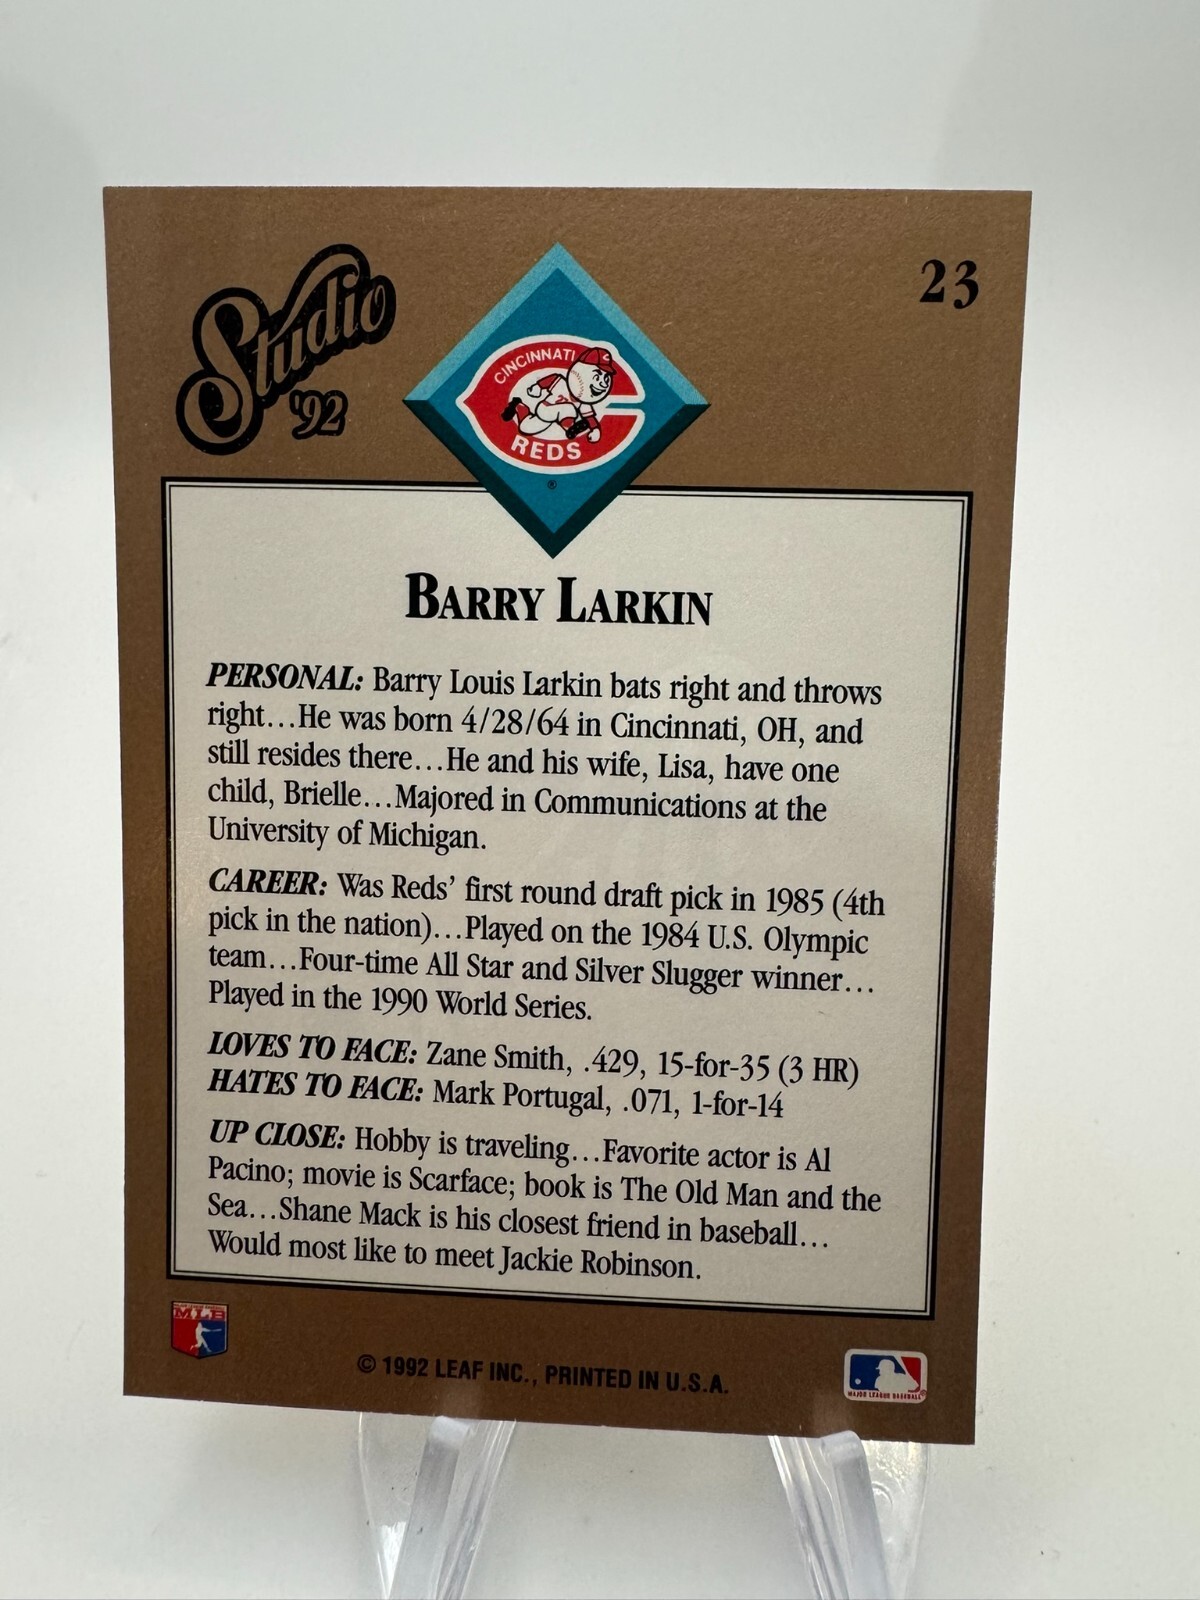 Studio
'92
23
CINCINNATI
REDS
®
BARRY LARKIN
PERSONAL: Barry Louis Larkin bats right and throws
right...He was born 4/28/64 in Cincinnati, OH, and
still resides there...He and his wife, Lisa, have one
child, Brielle...Majored in Communications at the
University of Michigan.
CAREER: Was Reds' first round draft pick in 1985 (4th
pick in the nation)...Played on the 1984 U.S. Olympic
team...Four-time All Star and Silver Slugger winner...
Played in the 1990 World Series.
LOVES TO FACE: Zane Smith, .429, 15-for-35 (3 HR)
HATES TO FACE: Mark Portugal, .071, 1-for-14
UP CLOSE: Hobby is traveling...Favorite actor is Al
Pacino; movie is Scarface; book is The Old Man and the
Sea...Shane Mack is his closest friend in baseball...
Would most like to meet Jackie Robinson.
MLB
© 1992 LEAF INC., PRINTED IN U.S.A.
MAJOR LEAGUE BASEBALL®